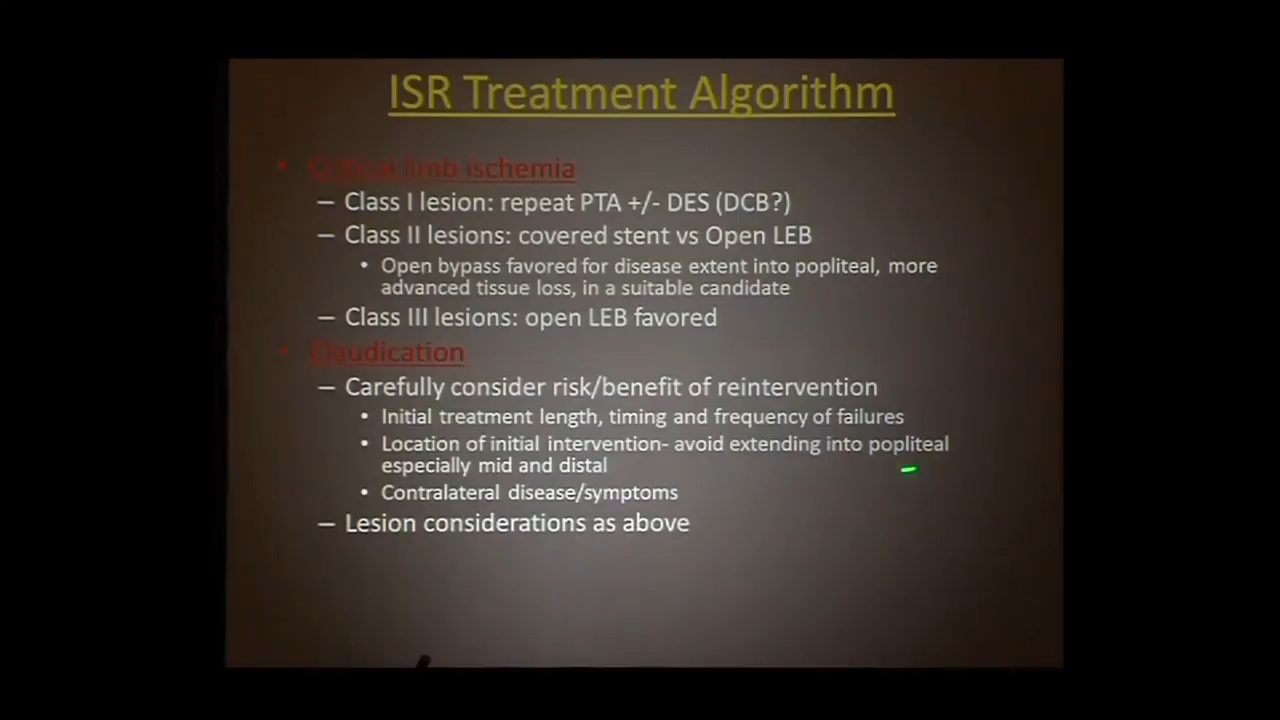 ISR Treatment Algorithm
• Critical limb ischemia
– Class I lesion: repeat PTA +/- DES (DCB?)
– Class II lesions: covered stent vs Open LEB
• Open bypass favored for disease extent into popliteal, more
advanced tissue loss, in a suitable candidate
– Class III lesions: open LEB favored
• Claudication
– Carefully consider risk/benefit of reintervention
• Initial treatment length, timing and frequency of failures
• Location of initial intervention- avoid extending into popliteal
especially mid and distal
• Contralateral disease/symptoms
– Lesion considerations as above